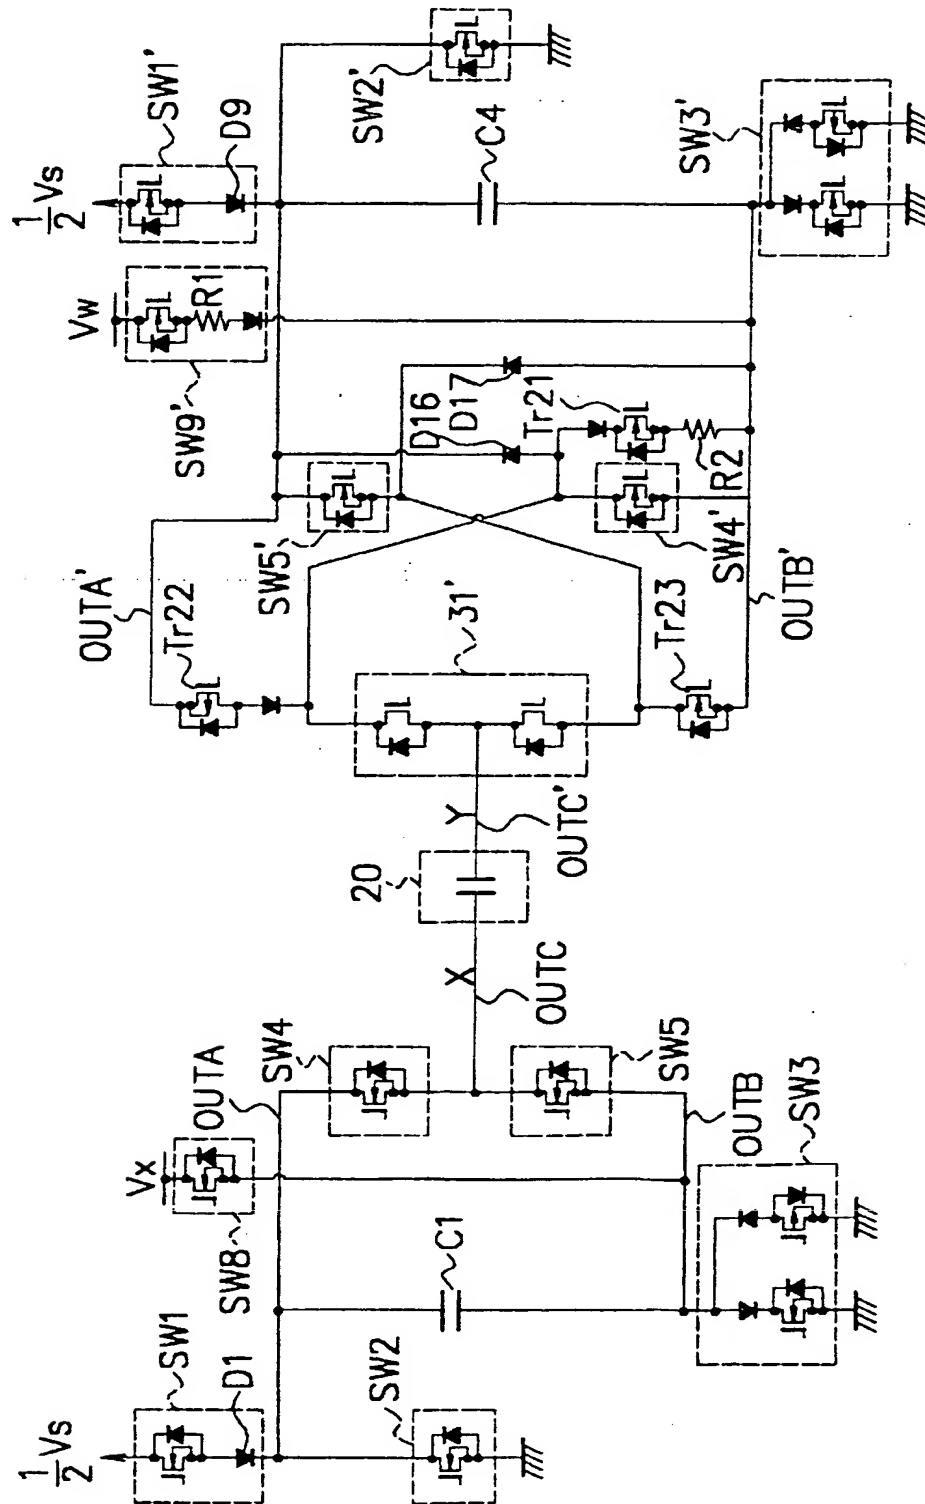 1/2 Vs
SW1
D1
SW2
Vx
SW8
C1
OUTA
SW4
SW5
OUTB
SW3
X
OUTC
20
Y
OUTC'
31'
OUTA'
Tr22
Tr23
OUTB'
SW5'
SW4'
D16
D17
Tr21
R2
Vw
SW9'
R1
1/2 Vs
SW1'
D9
SW2'
C4
SW3'